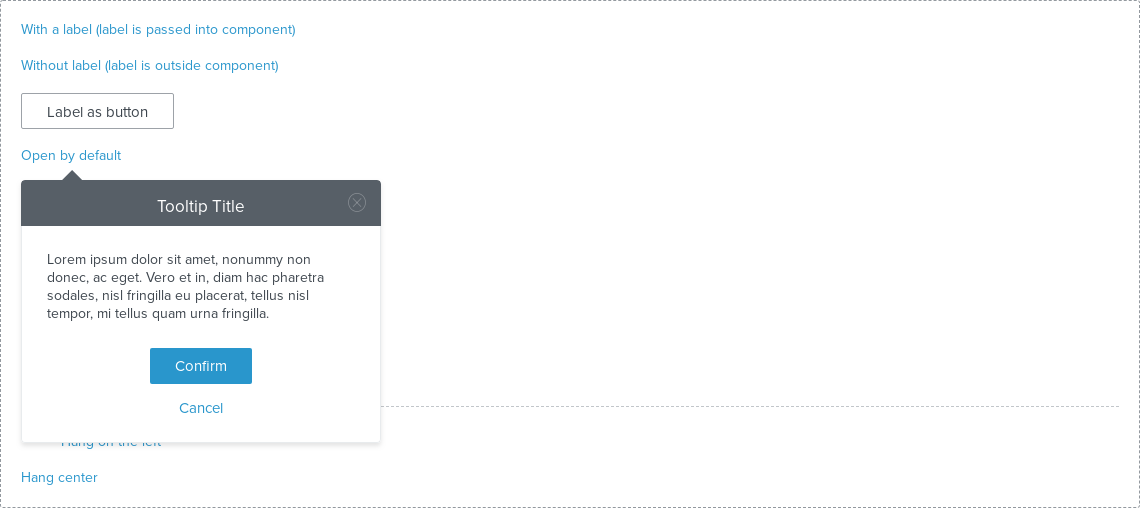 With a label (label is passed into component)
Without label (label is outside component)
Label as button
Open by default
Tooltip Title
Lorem ipsum dolor sit amet, nonummy non
donec, ac eget. Vero et in, diam hac pharetra
sodales, nisl fringilla eu placerat, tellus nisl
tempor, mi tellus quam urna fringilla.
Confirm
Cancel
Hang on the left
Hang center